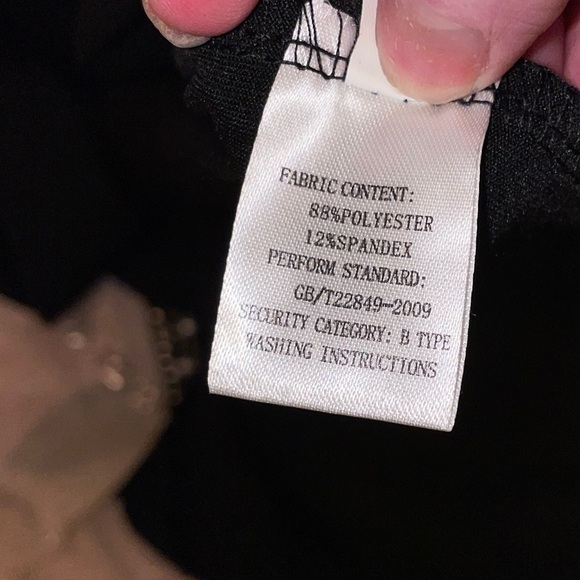 FABRIC CONTENT:
88%POLYESTER
12%SPANDEX
PERFORM STANDARD:
GB/T22849-2009
SECURITY CATEGORY: B TYPE
WASHING INSTRUCTIONS